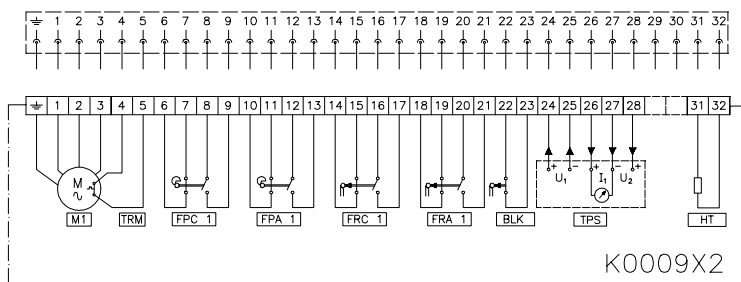 ⏚ 1 2 3 4 5 6 7 8 9 10 11 12 13 14 15 16 17 18 19 20 21 22 23 24 25 26 27 28 29 30 31 32
⏚ 1 2 3 4 5 6 7 8 9 10 11 12 13 14 15 16 17 18 19 20 21 22 23 24 25 26 27 28 31 32
+ − + − +
M U₁ I₁ U₂
∿
M1 TRM FPC 1 FPA 1 FRC 1 FRA 1 BLK TPS HT
K0009X2